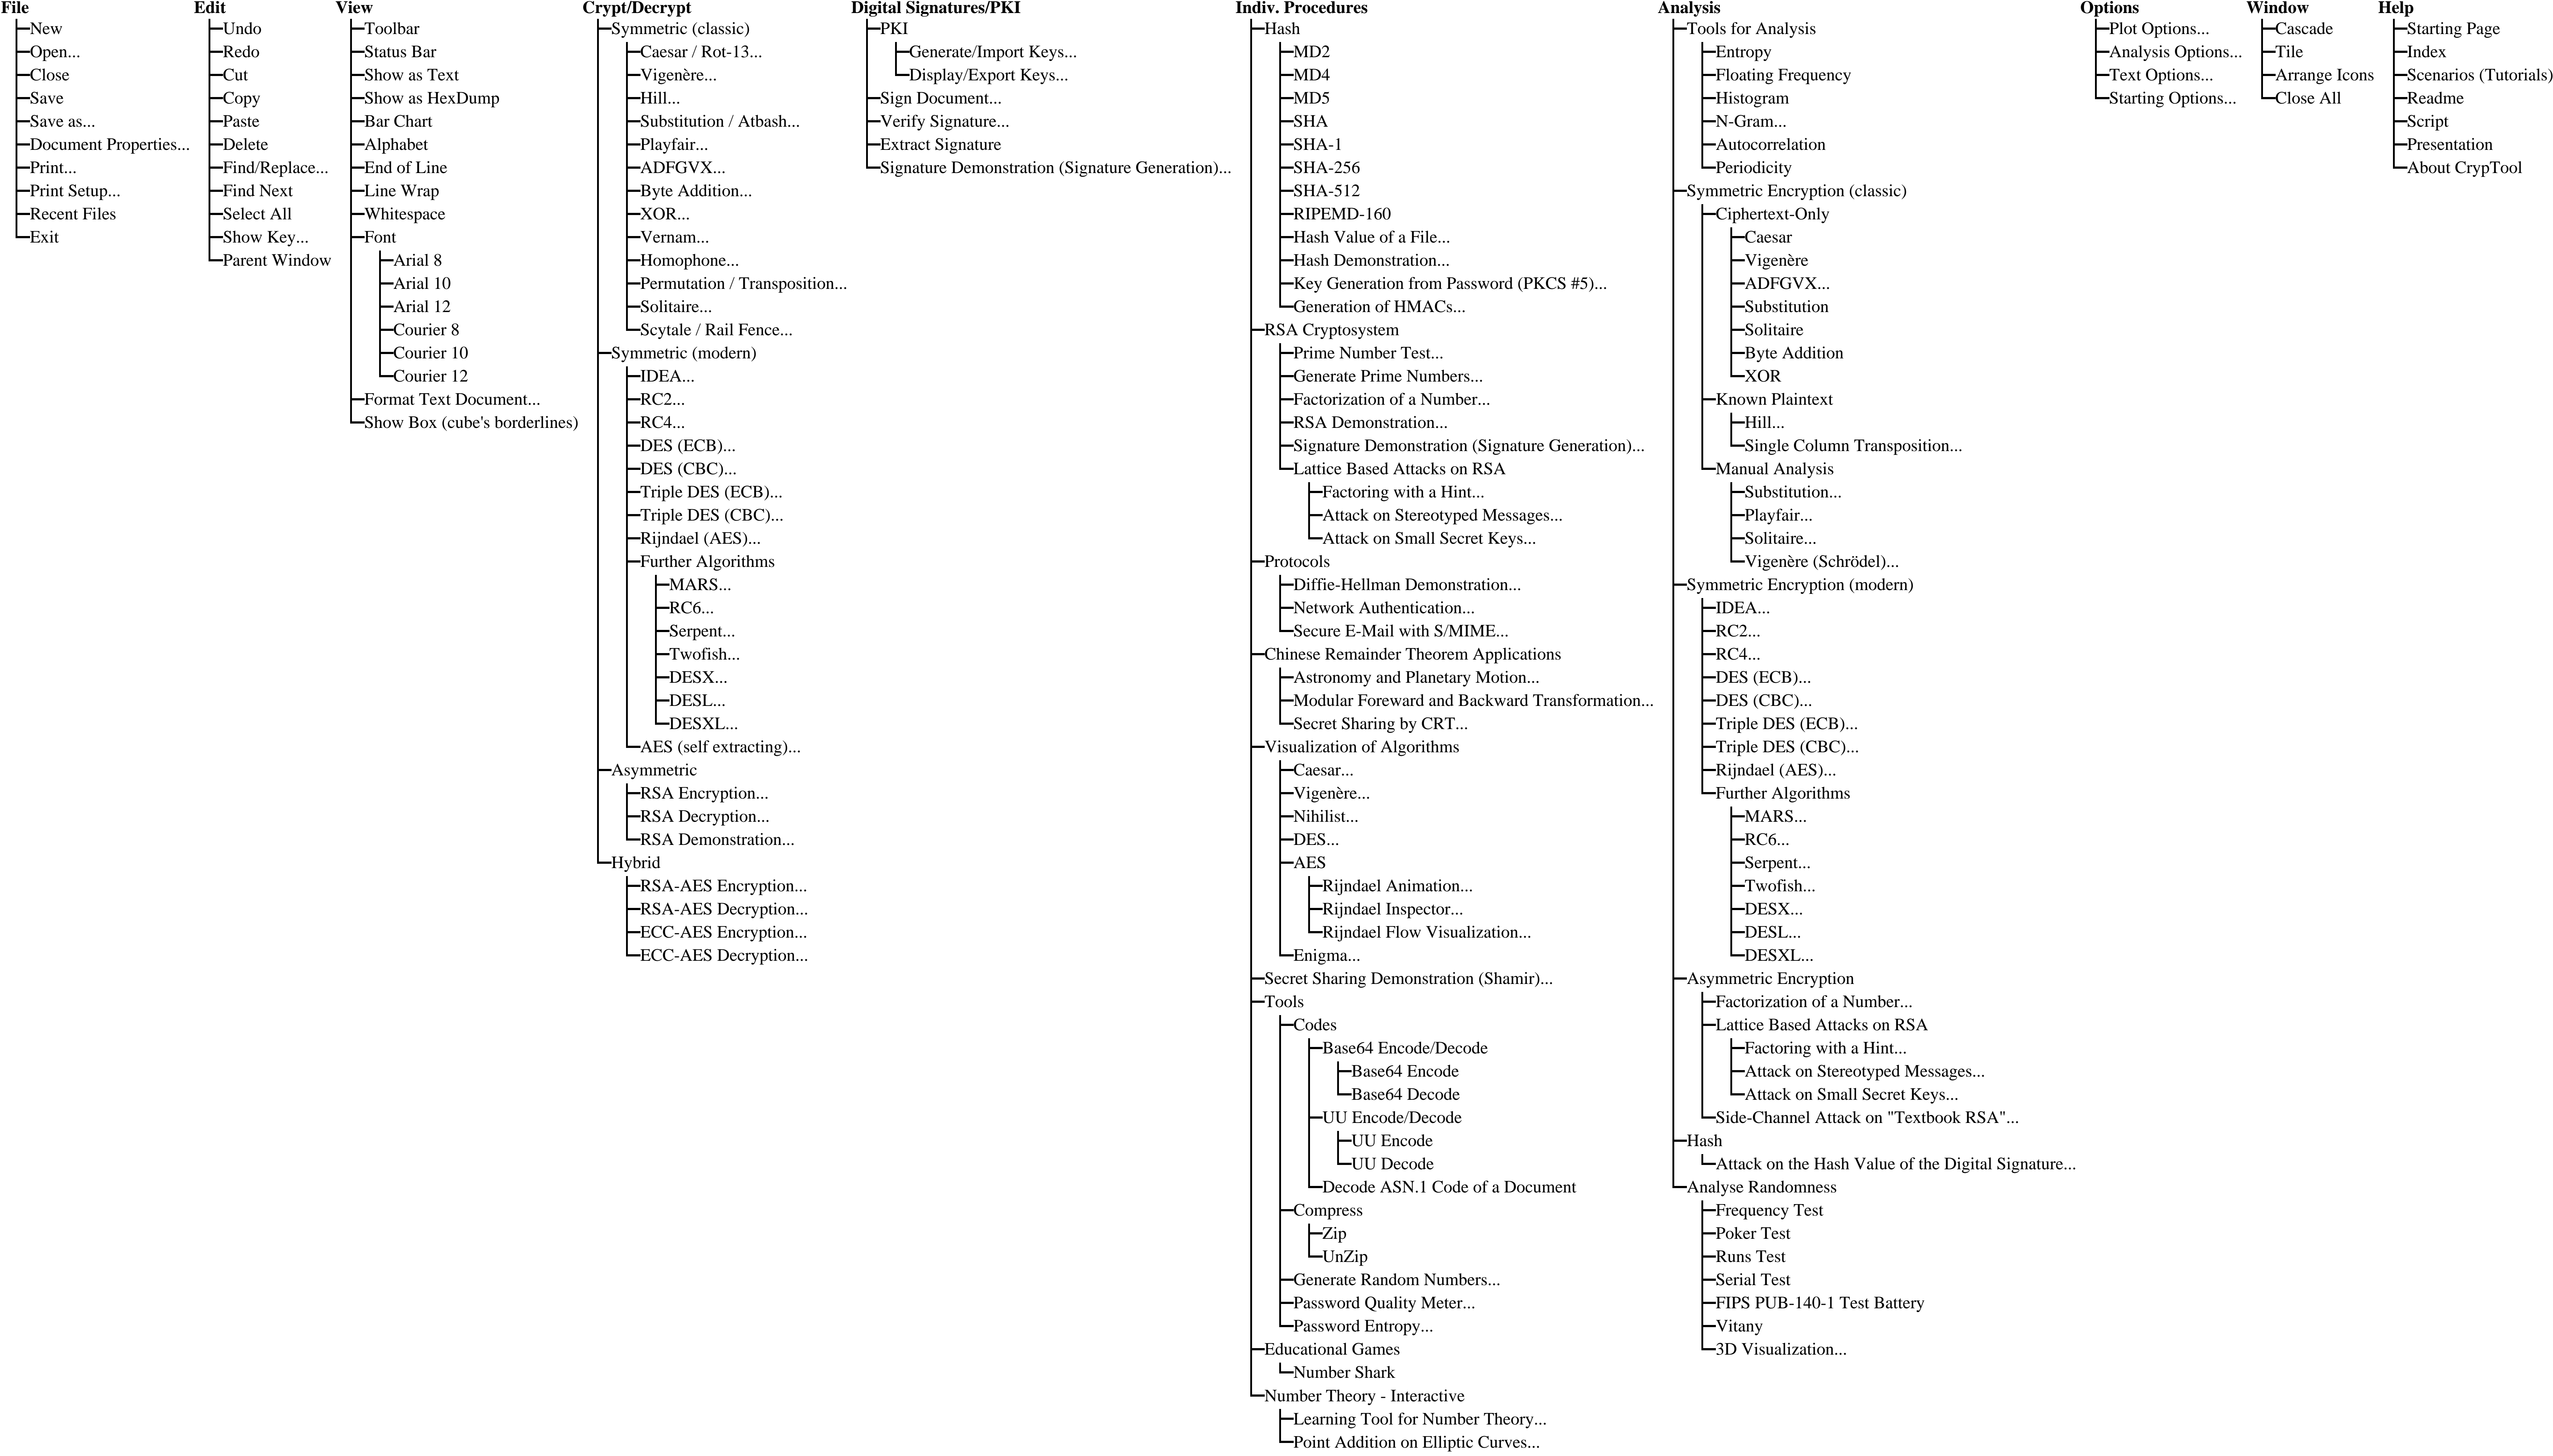 File
New
Open...
Close
Save
Save as...
Document Properties...
Print...
Print Setup...
Recent Files
Exit
Edit
Undo
Redo
Cut
Copy
Paste
Delete
Find/Replace...
Find Next
Select All
Show Key...
Parent Window
View
Toolbar
Status Bar
Show as Text
Show as HexDump
Bar Chart
Alphabet
End of Line
Line Wrap
Whitespace
Font
Arial 8
Arial 10
Arial 12
Courier 8
Courier 10
Courier 12
Format Text Document...
Show Box (cube's borderlines)
Crypt/Decrypt
Symmetric (classic)
Caesar / Rot-13...
Vigenère...
Hill...
Substitution / Atbash...
Playfair...
ADFGVX...
Byte Addition...
XOR...
Vernam...
Homophone...
Permutation / Transposition...
Solitaire...
Scytale / Rail Fence...
Symmetric (modern)
IDEA...
RC2...
RC4...
DES (ECB)...
DES (CBC)...
Triple DES (ECB)...
Triple DES (CBC)...
Rijndael (AES)...
Further Algorithms
MARS...
RC6...
Serpent...
Twofish...
DESX...
DESL...
DESXL...
AES (self extracting)...
Asymmetric
RSA Encryption...
RSA Decryption...
RSA Demonstration...
Hybrid
RSA-AES Encryption...
RSA-AES Decryption...
ECC-AES Encryption...
ECC-AES Decryption...
Digital Signatures/PKI
PKI
Generate/Import Keys...
Display/Export Keys...
Sign Document...
Verify Signature...
Extract Signature
Signature Demonstration (Signature Generation)...
Indiv. Procedures
Hash
MD2
MD4
MD5
SHA
SHA-1
SHA-256
SHA-512
RIPEMD-160
Hash Value of a File...
Hash Demonstration...
Key Generation from Password (PKCS #5)...
Generation of HMACs...
RSA Cryptosystem
Prime Number Test...
Generate Prime Numbers...
Factorization of a Number...
RSA Demonstration...
Signature Demonstration (Signature Generation)...
Lattice Based Attacks on RSA
Factoring with a Hint...
Attack on Stereotyped Messages...
Attack on Small Secret Keys...
Protocols
Diffie-Hellman Demonstration...
Network Authentication...
Secure E-Mail with S/MIME...
Chinese Remainder Theorem Applications
Astronomy and Planetary Motion...
Modular Foreward and Backward Transformation...
Secret Sharing by CRT...
Visualization of Algorithms
Caesar...
Vigenère...
Nihilist...
DES...
AES
Rijndael Animation...
Rijndael Inspector...
Rijndael Flow Visualization...
Enigma...
Secret Sharing Demonstration (Shamir)...
Tools
Codes
Base64 Encode/Decode
Base64 Encode
Base64 Decode
UU Encode/Decode
UU Encode
UU Decode
Decode ASN.1 Code of a Document
Compress
Zip
UnZip
Generate Random Numbers...
Password Quality Meter...
Password Entropy...
Educational Games
Number Shark
Number Theory - Interactive
Learning Tool for Number Theory...
Point Addition on Elliptic Curves...
Analysis
Tools for Analysis
Entropy
Floating Frequency
Histogram
N-Gram...
Autocorrelation
Periodicity
Symmetric Encryption (classic)
Ciphertext-Only
Caesar
Vigenère
ADFGVX...
Substitution
Solitaire
Byte Addition
XOR
Known Plaintext
Hill...
Single Column Transposition...
Manual Analysis
Substitution...
Playfair...
Solitaire...
Vigenère (Schrödel)...
Symmetric Encryption (modern)
IDEA...
RC2...
RC4...
DES (ECB)...
DES (CBC)...
Triple DES (ECB)...
Triple DES (CBC)...
Rijndael (AES)...
Further Algorithms
MARS...
RC6...
Serpent...
Twofish...
DESX...
DESL...
DESXL...
Asymmetric Encryption
Factorization of a Number...
Lattice Based Attacks on RSA
Factoring with a Hint...
Attack on Stereotyped Messages...
Attack on Small Secret Keys...
Side-Channel Attack on "Textbook RSA"...
Hash
Attack on the Hash Value of the Digital Signature...
Analyse Randomness
Frequency Test
Poker Test
Runs Test
Serial Test
FIPS PUB-140-1 Test Battery
Vitany
3D Visualization...
Options
Plot Options...
Analysis Options...
Text Options...
Starting Options...
Window
Cascade
Tile
Arrange Icons
Close All
Help
Starting Page
Index
Scenarios (Tutorials)
Readme
Script
Presentation
About CrypTool